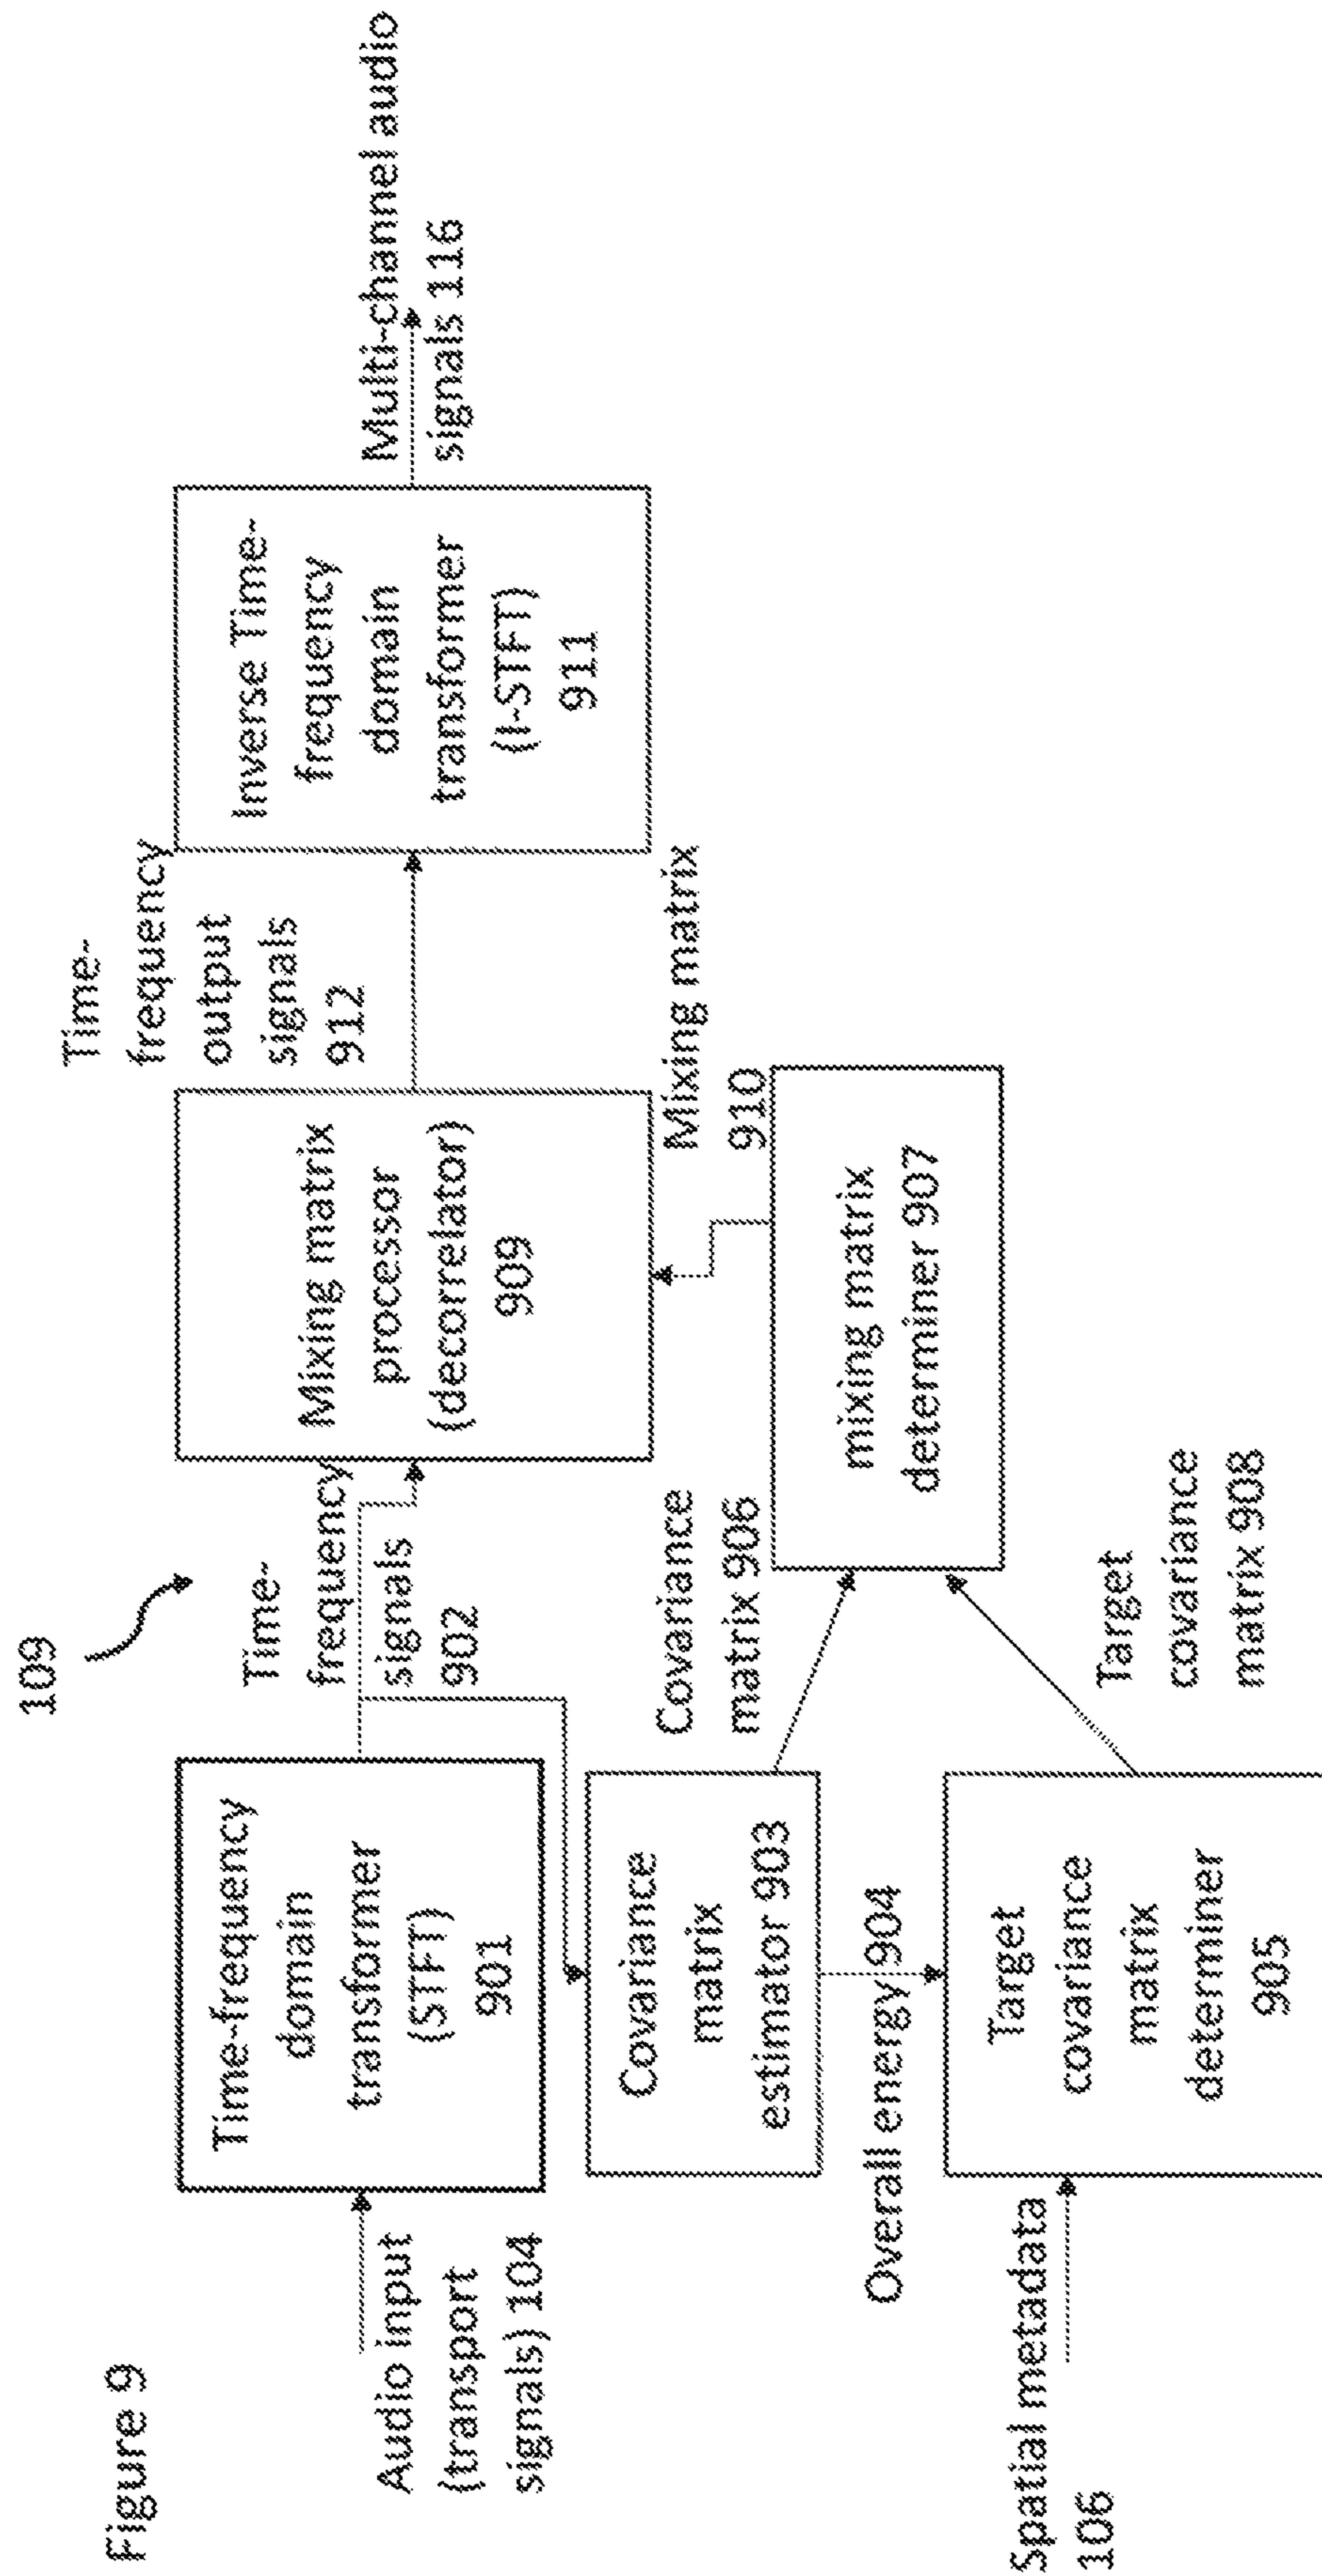 Figure 9
109
Audio input
(transport
signals) 104
Time-frequency
domain
transformer
(STFT)
901
Time-
frequency
signals
902
Mixing matrix
processor
(decorrelator)
909
Time-
frequency
output
signals
912
Inverse Time-
frequency
domain
transformer
(I-STFT)
911
Multi-channel audio
signals 116
Covariance
matrix
estimator 903
Covariance
matrix 906
mixing matrix
determiner 907
Mixing matrix
910
Overall energy 904
Spatial metadata
106
Target
covariance
matrix
determiner
905
Target
covariance
matrix 908